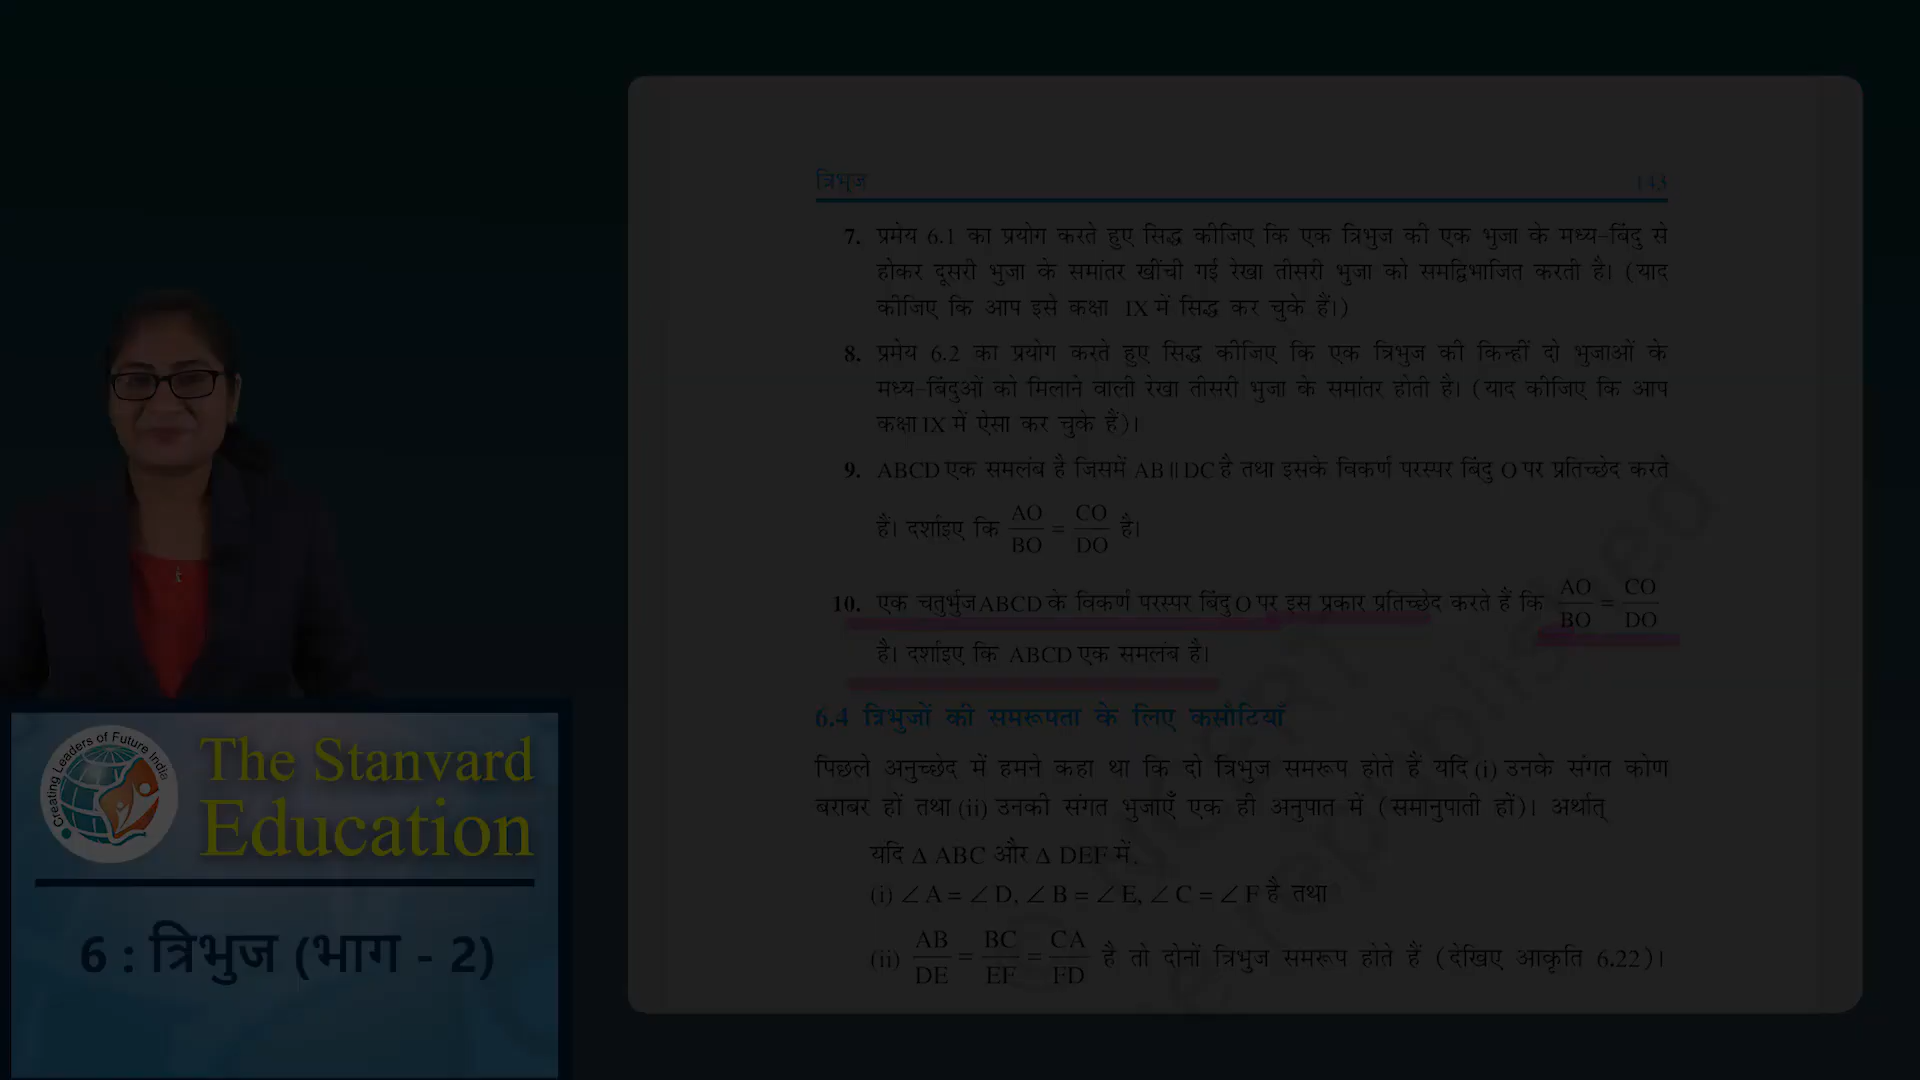 त्रिभुज 143
7. प्रमेय 6.1 का प्रयोग करते हुए सिद्ध कीजिए कि एक त्रिभुज की एक भुजा के मध्य-बिंदु से
होकर दूसरी भुजा के समांतर खींची गई रेखा तीसरी भुजा को समद्विभाजित करती है। (याद
कीजिए कि आप इसे कक्षा IX में सिद्ध कर चुके हैं।)
8. प्रमेय 6.2 का प्रयोग करते हुए सिद्ध कीजिए कि एक त्रिभुज की किन्हीं दो भुजाओं के
मध्य-बिंदुओं को मिलाने वाली रेखा तीसरी भुजा के समांतर होती है। (याद कीजिए कि आप
कक्षा IX में ऐसा कर चुके हैं)।
9. ABCD एक समलंब है जिसमें AB || DC है तथा इसके विकर्ण परस्पर बिंदु O पर प्रतिच्छेद करते
हैं। दर्शाइए कि AO/BO = CO/DO है।
10. एक चतुर्भुज ABCD के विकर्ण परस्पर बिंदु O पर इस प्रकार प्रतिच्छेद करते हैं कि AO/BO = CO/DO
है। दर्शाइए कि ABCD एक समलंब है।
6.4 त्रिभुजों की समरूपता के लिए कसौटियाँ
पिछले अनुच्छेद में हमने कहा था कि दो त्रिभुज समरूप होते हैं यदि (i) उनके संगत कोण
बराबर हों तथा (ii) उनकी संगत भुजाएँ एक ही अनुपात में (समानुपाती हों)। अर्थात्
यदि Δ ABC और Δ DEF में,
(i) ∠ A = ∠ D, ∠ B = ∠ E, ∠ C = ∠ F है तथा
(ii) AB/DE = BC/EF = CA/FD है तो दोनों त्रिभुज समरूप होते हैं (देखिए आकृति 6.22)।
Creating Leaders of Future India
The Stanvard
Education
6 : त्रिभुज (भाग - 2)